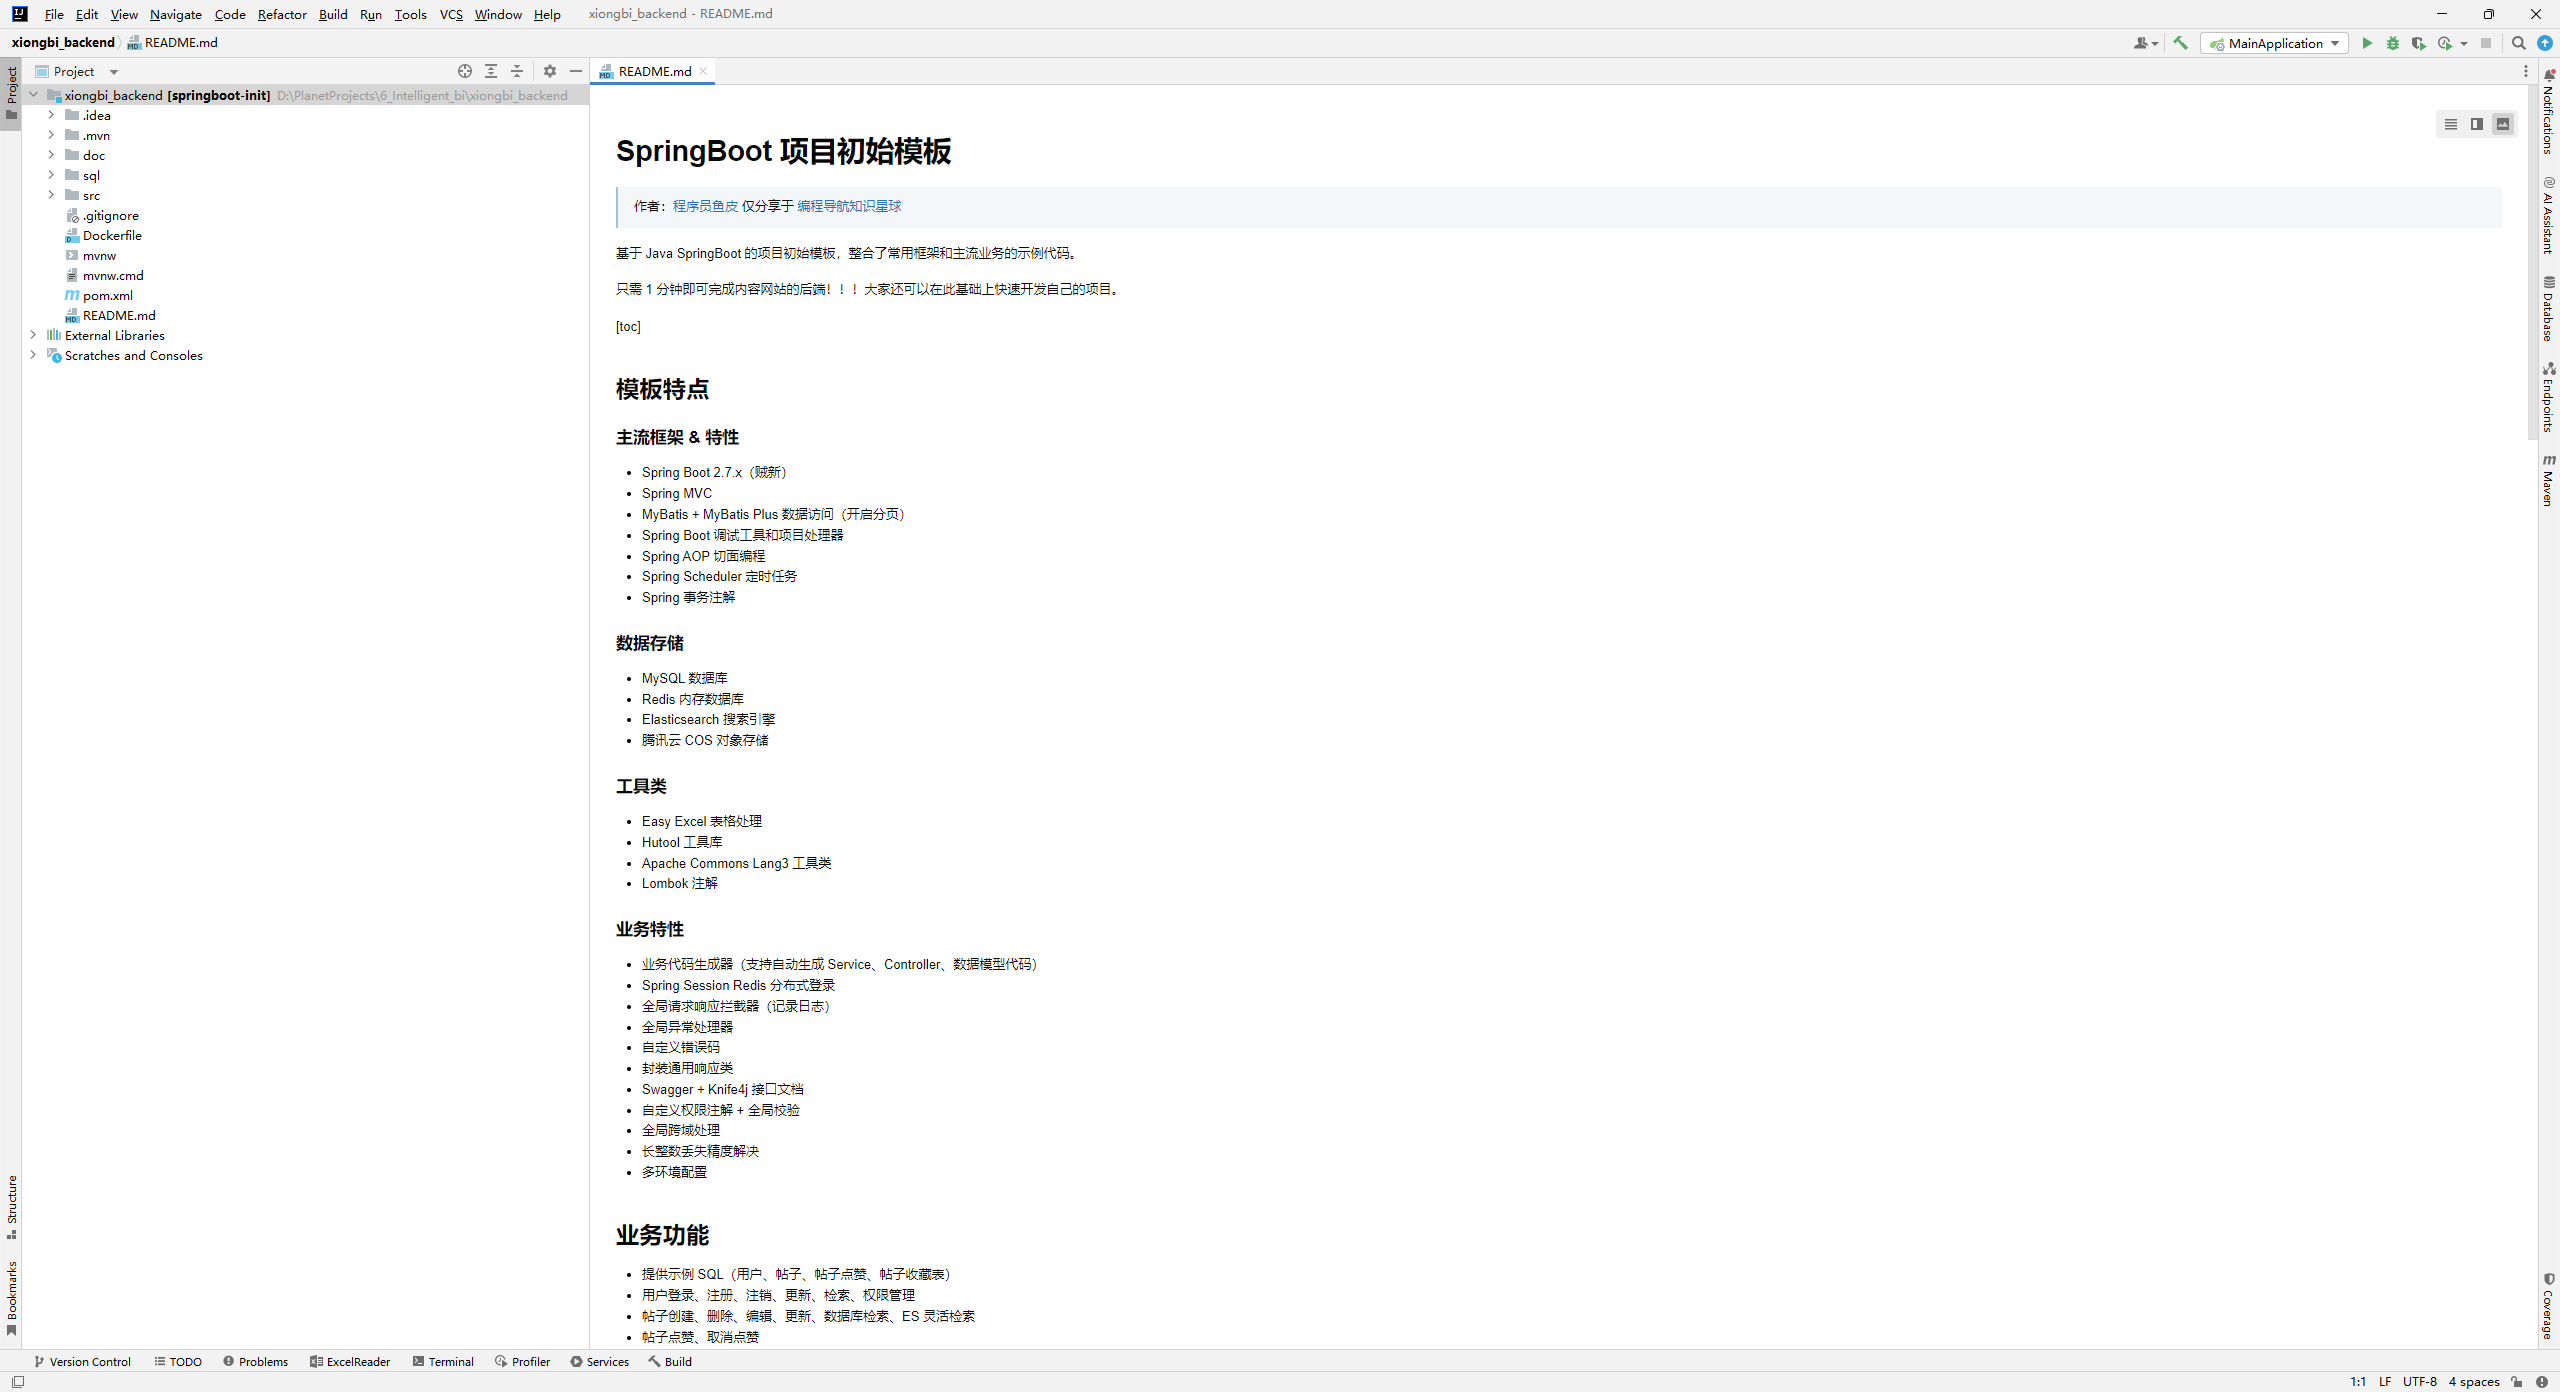 File Edit View Navigate Code Refactor Build Run Tools VCS Window Help xiongbi_backend - README.md
xiongbi_backend README.md
MainApplication
Project
Project
xiongbi_backend [springboot-init] D:\PlanetProjects\6_Intelligent_bi\xiongbi_backend
.idea
.mvn
doc
sql
src
.gitignore
Dockerfile
mvnw
mvnw.cmd
pom.xml
README.md
External Libraries
Scratches and Consoles
Structure
Bookmarks
README.md
SpringBoot 项目初始模板
作者：程序员鱼皮 仅分享于 编程导航知识星球
基于 Java SpringBoot 的项目初始模板，整合了常用框架和主流业务的示例代码。
只需 1 分钟即可完成内容网站的后端！！！大家还可以在此基础上快速开发自己的项目。
[toc]
模板特点
主流框架 & 特性
Spring Boot 2.7.x（贼新）
Spring MVC
MyBatis + MyBatis Plus 数据访问（开启分页）
Spring Boot 调试工具和项目处理器
Spring AOP 切面编程
Spring Scheduler 定时任务
Spring 事务注解
数据存储
MySQL 数据库
Redis 内存数据库
Elasticsearch 搜索引擎
腾讯云 COS 对象存储
工具类
Easy Excel 表格处理
Hutool 工具库
Apache Commons Lang3 工具类
Lombok 注解
业务特性
业务代码生成器（支持自动生成 Service、Controller、数据模型代码）
Spring Session Redis 分布式登录
全局请求响应拦截器（记录日志）
全局异常处理器
自定义错误码
封装通用响应类
Swagger + Knife4j 接口文档
自定义权限注解 + 全局校验
全局跨域处理
长整数丢失精度解决
多环境配置
业务功能
提供示例 SQL（用户、帖子、帖子点赞、帖子收藏表）
用户登录、注册、注销、更新、检索、权限管理
帖子创建、删除、编辑、更新、数据库检索、ES 灵活检索
帖子点赞、取消点赞
Notifications
AI Assistant
Database
Endpoints
Maven
Coverage
Version Control TODO Problems ExcelReader Terminal Profiler Services Build
1:1 LF UTF-8 4 spaces